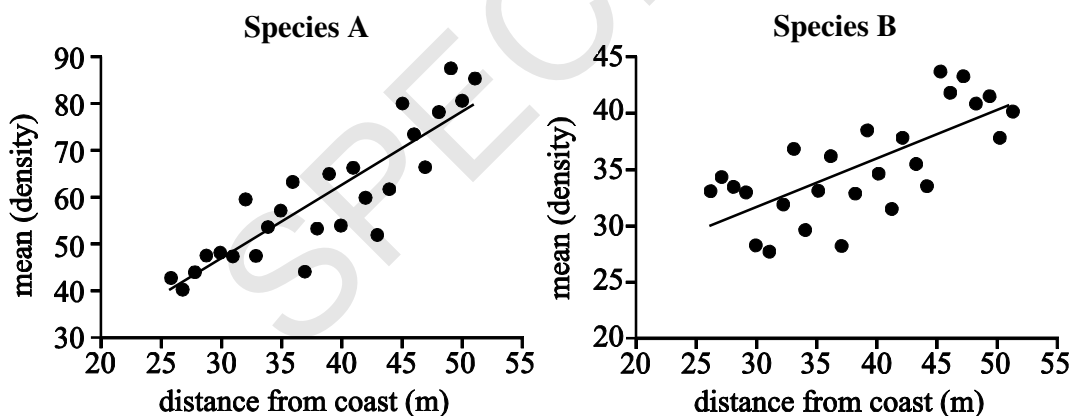 Species A
90
80
70
60
50
40
30
mean (density)
20 25 30 35 40 45 50 55
distance from coast (m)
Species B
45
40
35
30
25
20
mean (density)
20 25 30 35 40 45 50 55
distance from coast (m)
SPEC